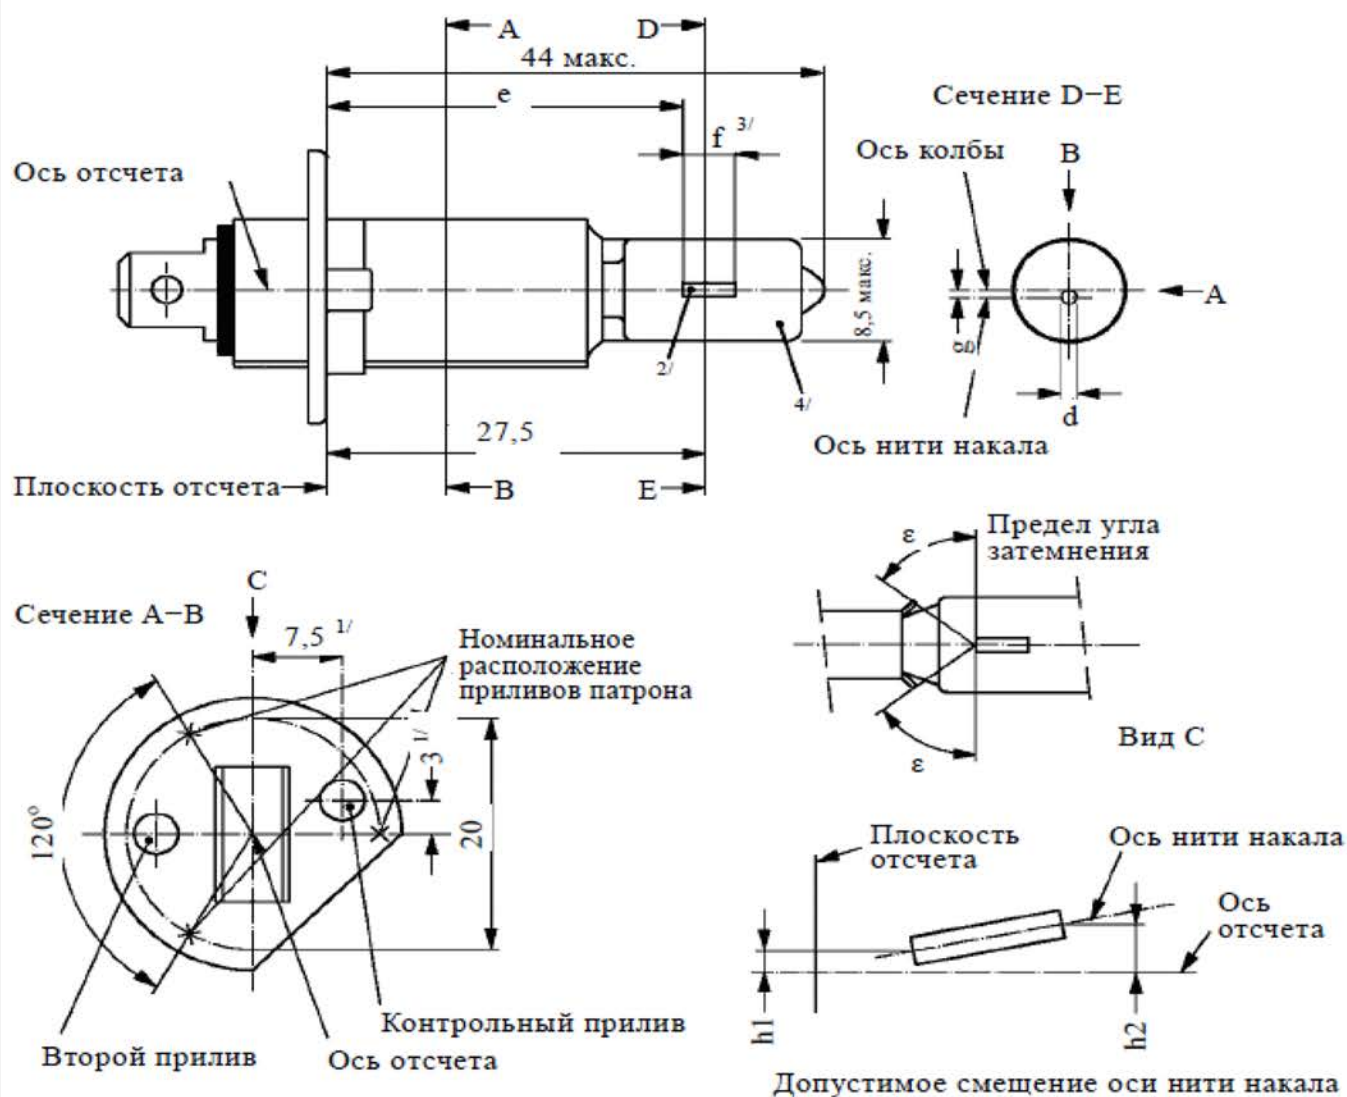 A
D
44 макс.
e
f 3/
Ось отсчета
8,5 макс.
2/
4/
27,5
Плоскость отсчета
B
E
Сечение D−E
Ось колбы
B
A
g
d
Ось нити накала
Предел угла
затемнения
ε
ε
Вид C
Сечение A−B
C
7,5 1/
Номинальное
расположение
приливов патрона
3 1/
20
120°
Второй прилив
Контрольный прилив
Ось отсчета
Плоскость
отсчета
Ось нити накала
Ось
отсчета
h1
h2
Допустимое смещение оси нити накала